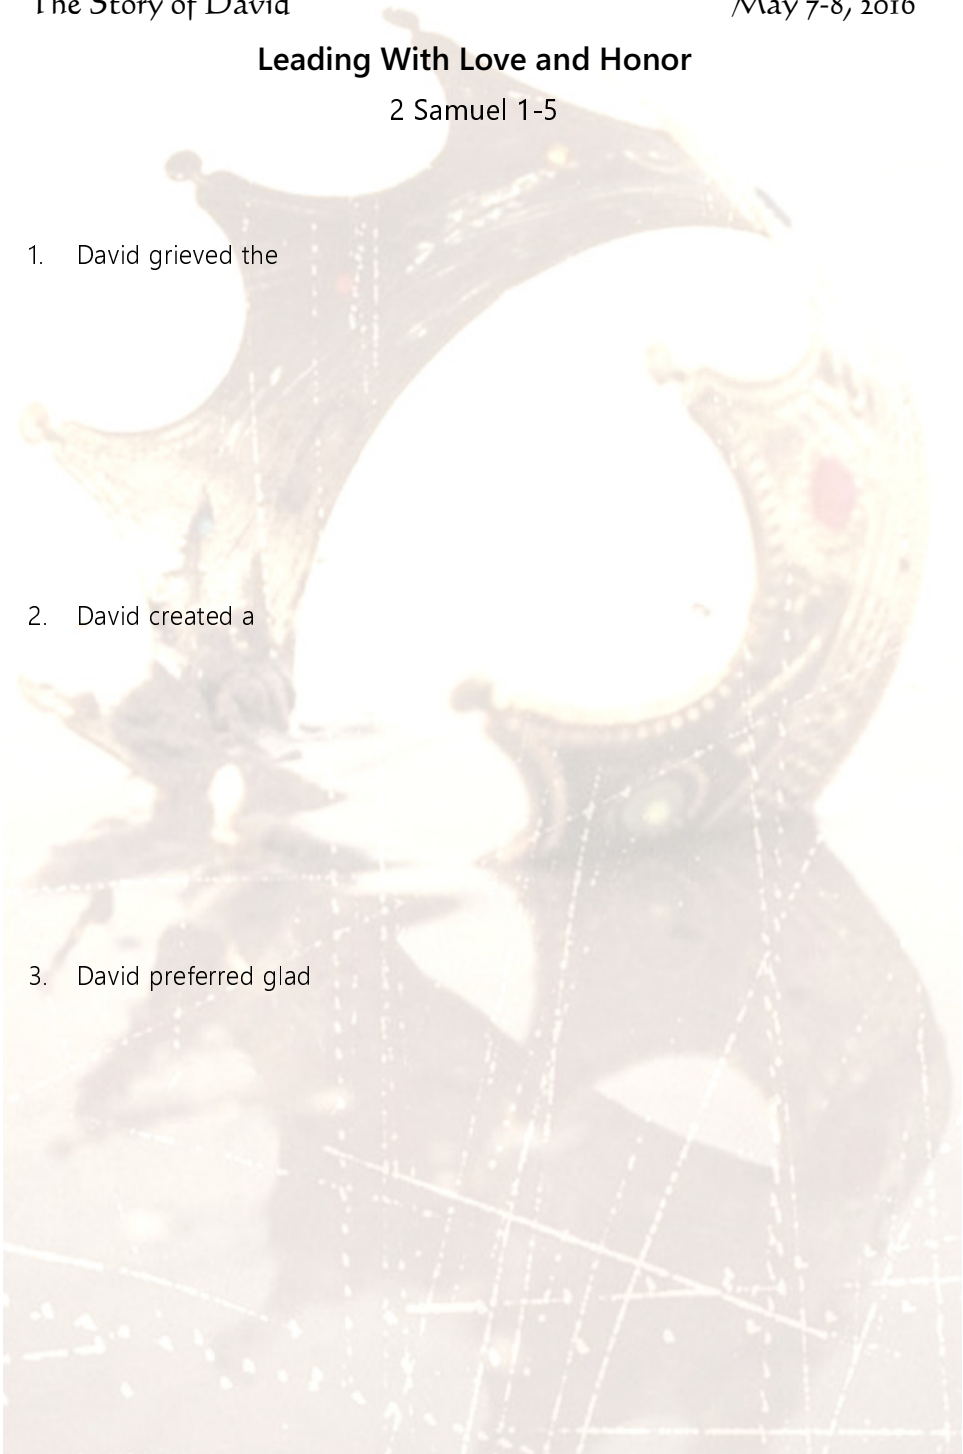 The Story of David
May 7-8, 2016
Leading With Love and Honor
2 Samuel 1-5
1. David grieved the
2. David created a
3. David preferred glad